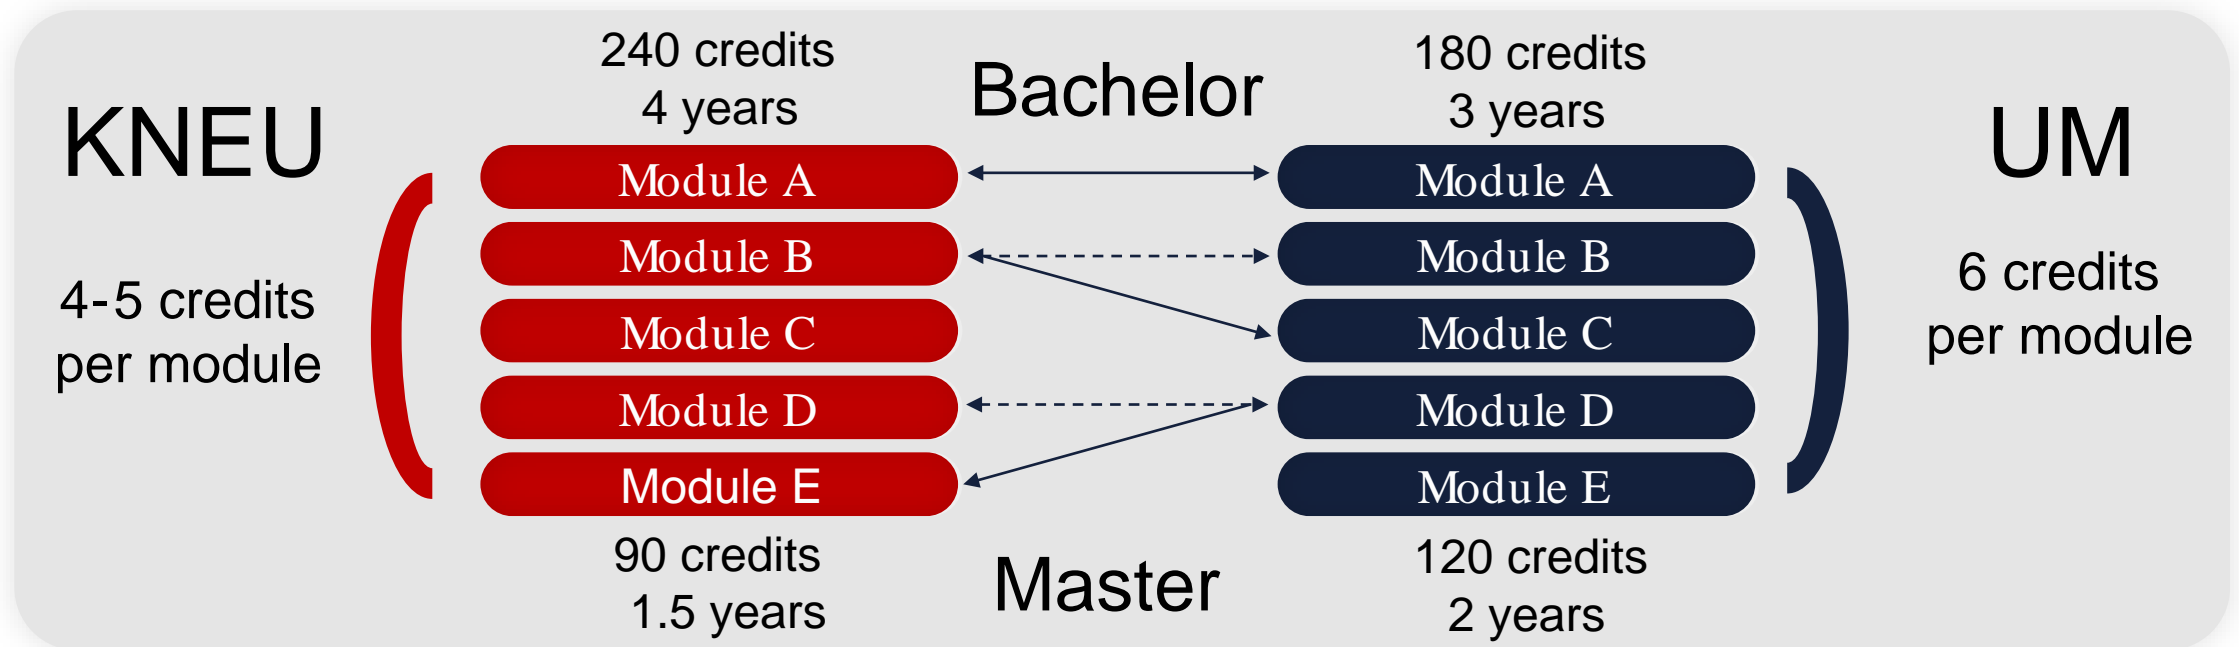 KNEU
4-5 credits
per module
240 credits
4 years
Module A
Module B
Module C
Module D
Module E
90 credits
1.5 years
Bachelor
Master
180 credits
3 years
Module A
Module B
Module C
Module D
Module E
120 credits
2 years
UM
6 credits
per module